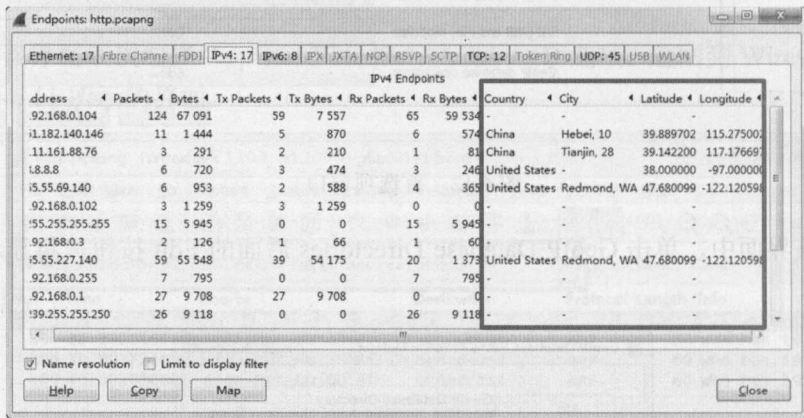 Endpoints: http.pcapng
Ethernet: 17 Fibre Channe FDDI IPv4: 17 IPv6: 8 IPX JXTA NCP RSVP SCTP TCP: 12 Token Ring UDP: 45 USB WLAN
IPv4 Endpoints
ddress Packets Bytes Tx Packets Tx Bytes Rx Packets Rx Bytes Country City Latitude Longitude
92.168.0.104 124 67 091 59 7 557 65 59 534 - - - -
1.182.140.146 11 1 444 5 870 6 574 China Hebei, 10 39.889702 115.275002
11.161.88.76 3 291 2 210 1 81 China Tianjin, 28 39.142200 117.176697
8.8.8 6 720 3 474 3 246 United States - 38.000000 -97.000000
5.55.69.140 6 953 2 588 4 365 United States Redmond, WA 47.680099 -122.120598
92.168.0.102 3 1 259 3 1 259 0 0 - - - -
55.255.255.255 15 5 945 0 0 15 5 945 - - - -
92.168.0.3 2 126 1 66 1 60 - - - -
5.55.227.140 59 55 548 39 54 175 20 1 373 United States Redmond, WA 47.680099 -122.120598
92.168.0.255 7 795 0 0 7 795 - - - -
92.168.0.1 27 9 708 27 9 708 0 0 - - - -
39.255.255.250 26 9 118 0 0 26 9 118 - - - -
Name resolution Limit to display filter
Help Copy Map Close